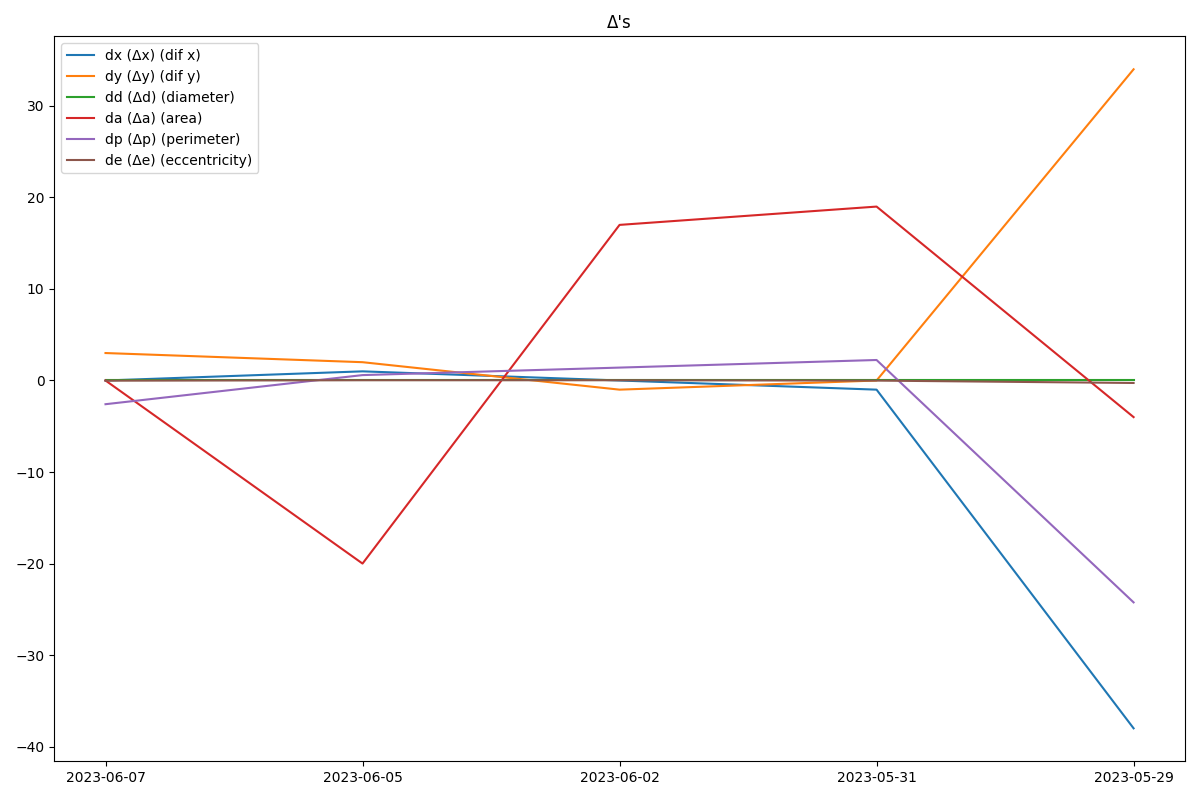 Δ's
dx (Δx) (dif x)
dy (Δy) (dif y)
dd (Δd) (diameter)
da (Δa) (area)
dp (Δp) (perimeter)
de (Δe) (eccentricity)
30
20
10
0
−10
−20
−30
−40
2023-06-07 2023-06-05 2023-06-02 2023-05-31 2023-05-29